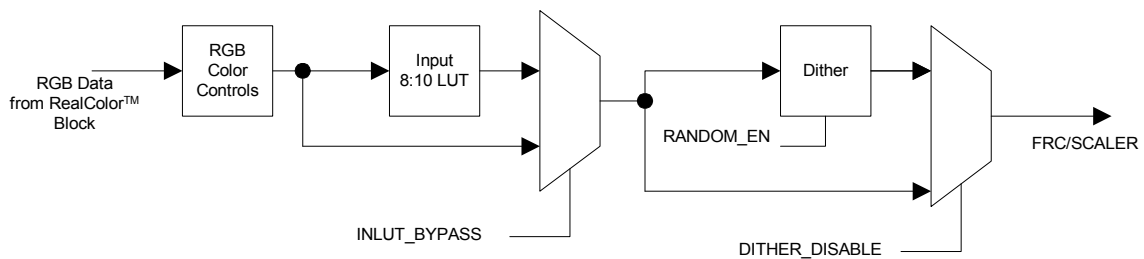 RGB Data
from RealColor™
Block
RGB
Color
Controls
Input
8:10 LUT
INLUT_BYPASS
Dither
RANDOM_EN
DITHER_DISABLE
FRC/SCALER